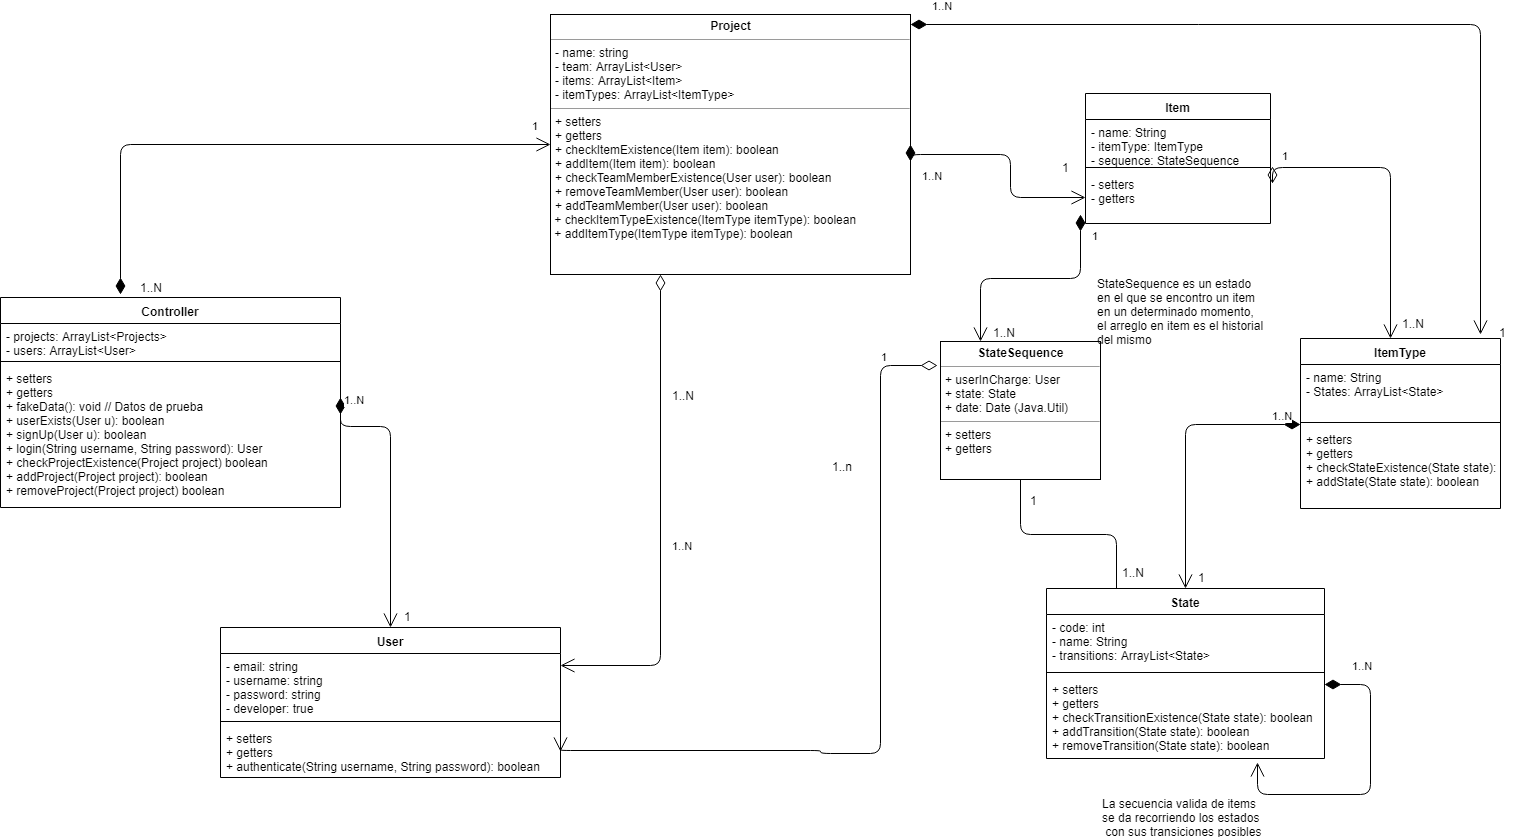 1..N
Project
- name: string
- team: ArrayList<User>
- items: ArrayList<Item>
- itemTypes: ArrayList<ItemType>
+ setters
+ getters
+ checkItemExistence(Item item): boolean
+ addItem(Item item): boolean
+ checkTeamMemberExistence(User user): boolean
+ removeTeamMember(User user): boolean
+ addTeamMember(User user): boolean
+ checkItemTypeExistence(ItemType itemType): boolean
+ addItemType(ItemType itemType): boolean
1
1..N
1
Item
- name: String
- itemType: ItemType
- sequence: StateSequence
- setters
- getters
1
1
1..N
Controller
- projects: ArrayList<Projects>
- users: ArrayList<User>
+ setters
+ getters
+ fakeData(): void // Datos de prueba
+ userExists(User u): boolean
+ signUp(User u): boolean
+ login(String username, String password): User
+ checkProjectExistence(Project project) boolean
+ addProject(Project project): boolean
+ removeProject(Project project) boolean
1..N
1
StateSequence es un estado
en el que se encontro un item
en un determinado momento,
el arreglo en item es el historial
del mismo
1..N
StateSequence
+ userInCharge: User
+ state: State
+ date: Date (Java.Util)
+ setters
+ getters
1
1..N
1..n
1..N
1..N
1
ItemType
- name: String
- States: ArrayList<State>
+ setters
+ getters
+ checkStateExistence(State state):
+ addState(State state): boolean
1..N
1
1..N
1
User
- email: string
- username: string
- password: string
- developer: true
+ setters
+ getters
+ authenticate(String username, String password): boolean
State
- code: int
- name: String
- transitions: ArrayList<State>
+ setters
+ getters
+ checkTransitionExistence(State state): boolean
+ addTransition(State state): boolean
+ removeTransition(State state): boolean
1..N
La secuencia valida de items
se da recorriendo los estados
con sus transiciones posibles